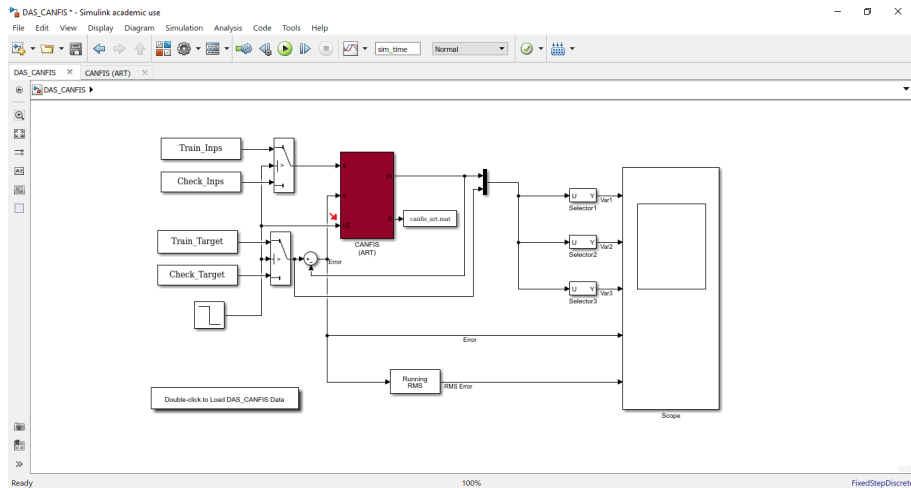 DAS_CANFIS * - Simulink academic use
File Edit View Display Diagram Simulation Analysis Code Tools Help
sim_time Normal
DAS_CANFIS CANFIS (ART)
DAS_CANFIS
Train_Inps
Check_Inps
Train_Target
Check_Target
Error
x
e
LE
ys
X
CANFIS
(ART)
canfis_art.mat
U Y Var1
Selector1
U Y Var2
Selector2
U Y Var3
Selector3
Error
Running
RMS
RMS Error
Scope
Double-click to Load DAS_CANFIS Data
Ready 100% FixedStepDiscrete